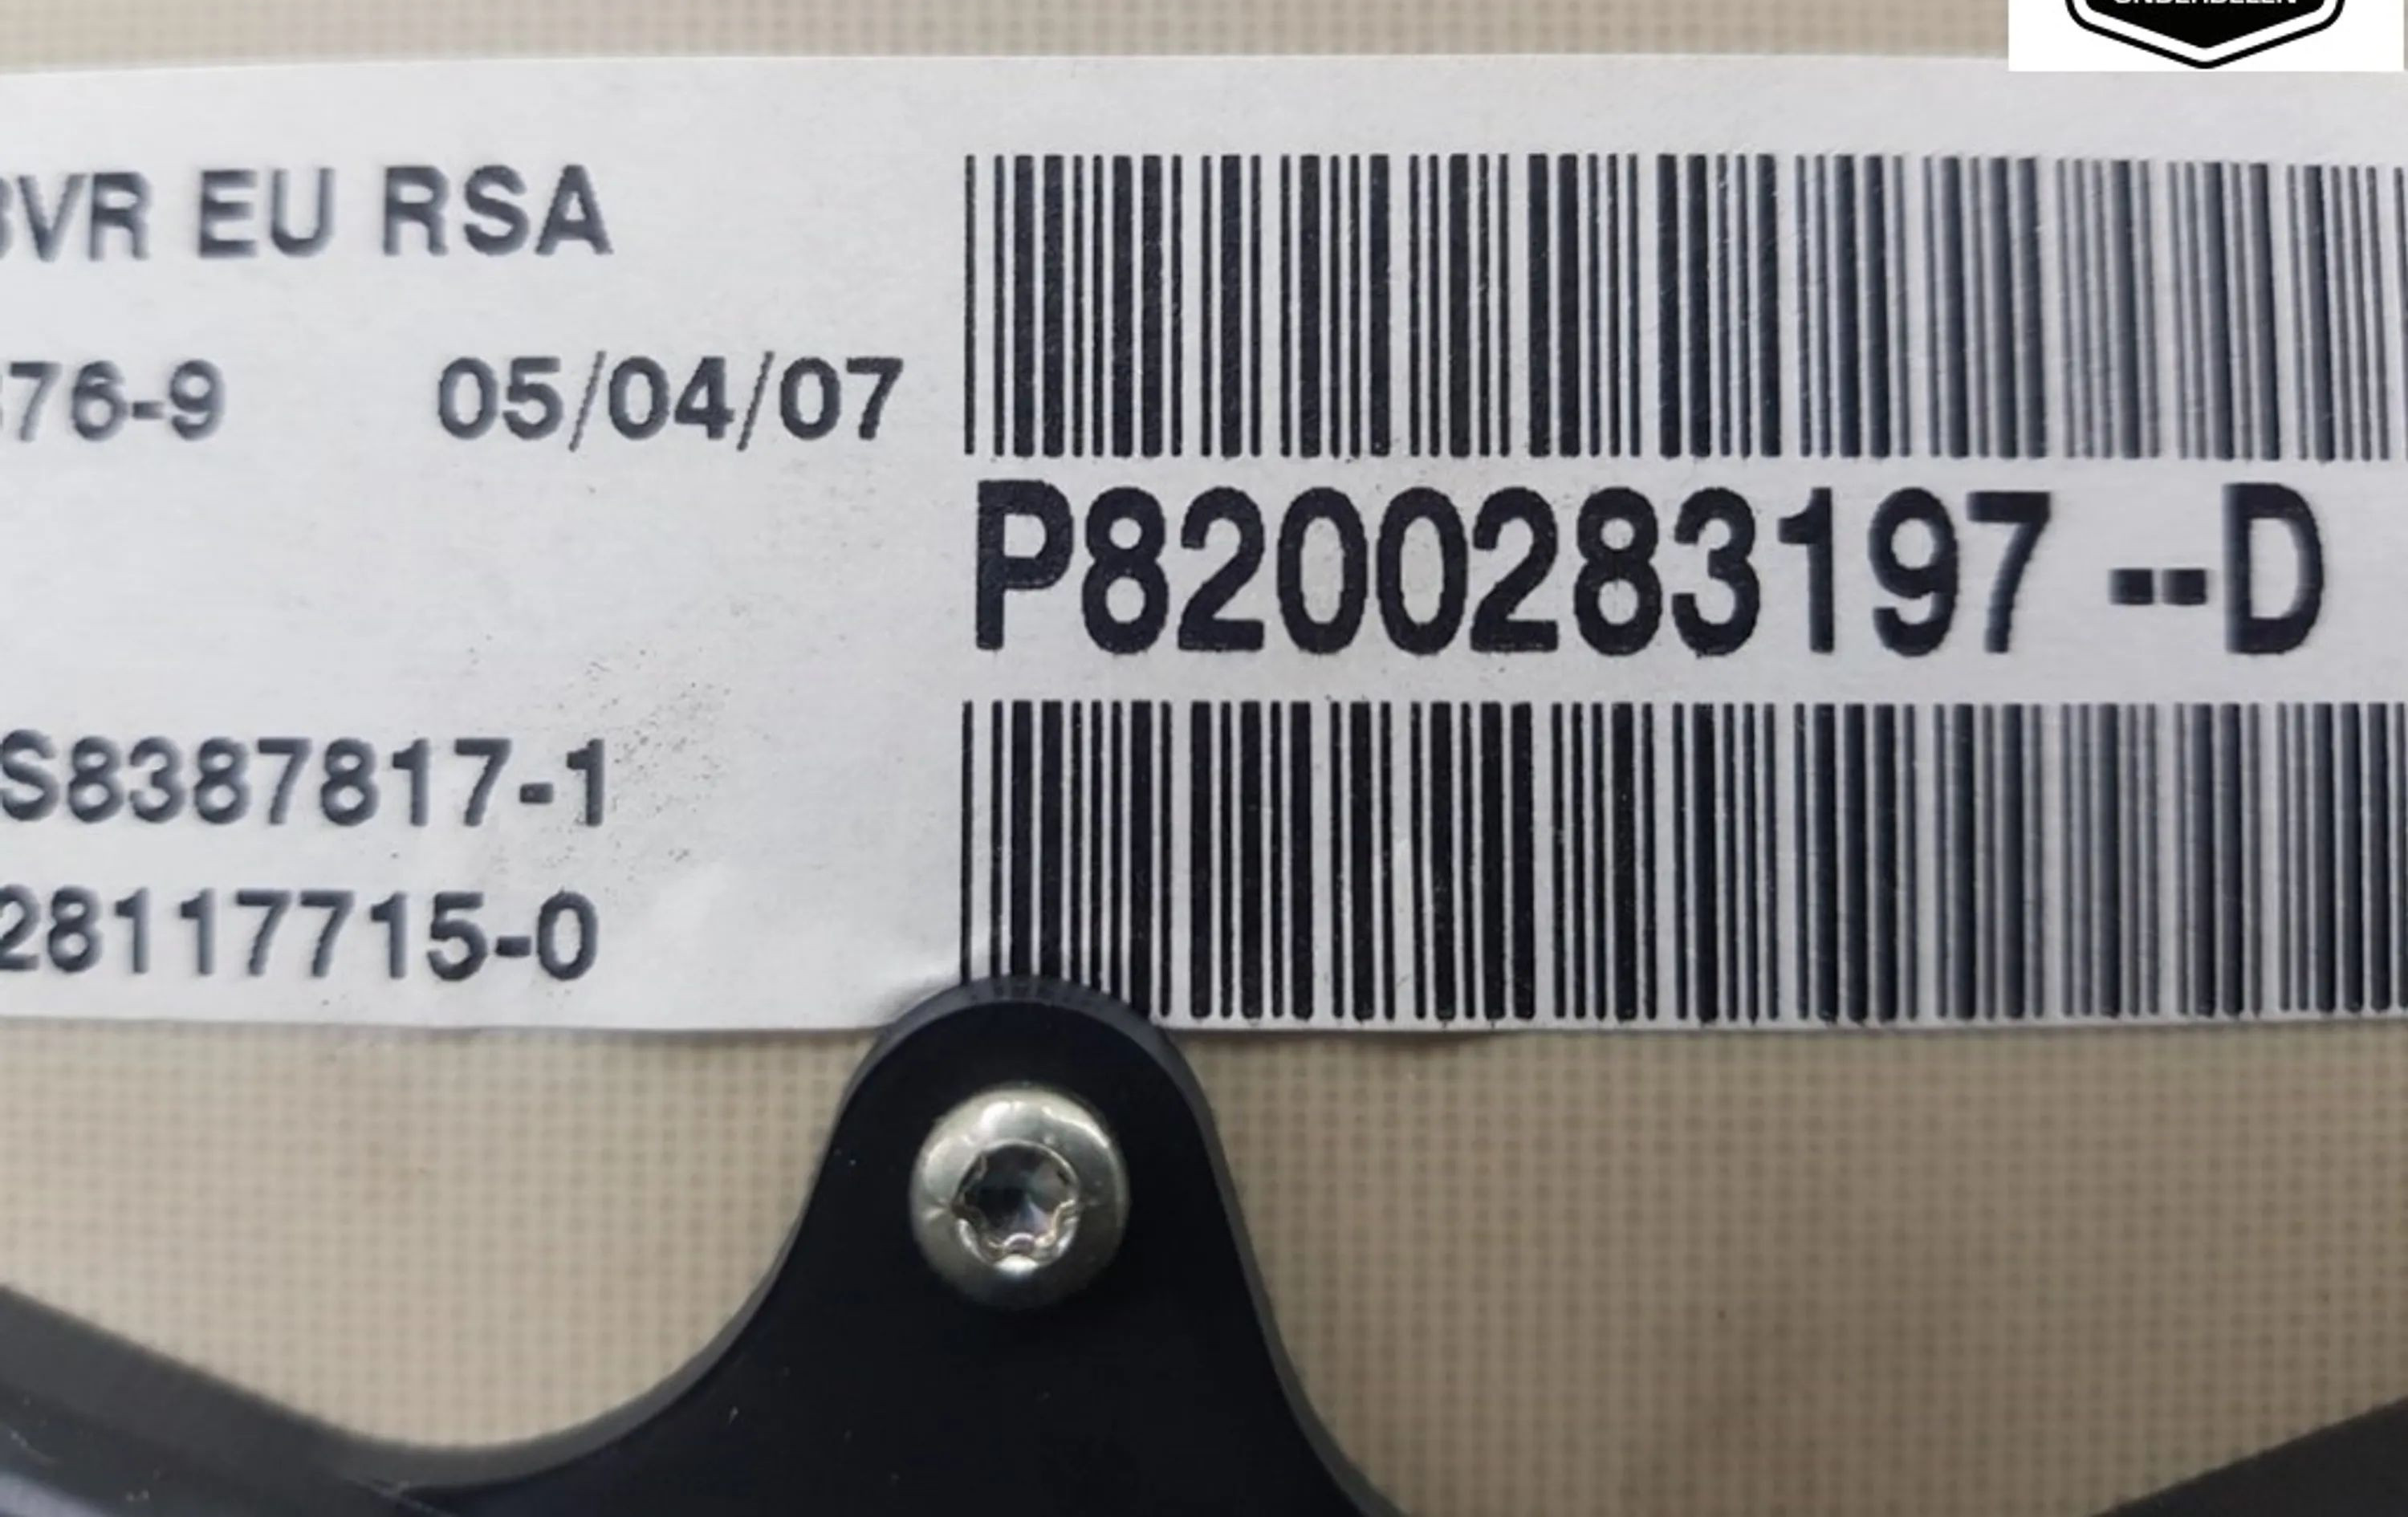 BVR EU RSA
76-9 05/04/07
P8200283197 --D
S8387817-1
28117715-0